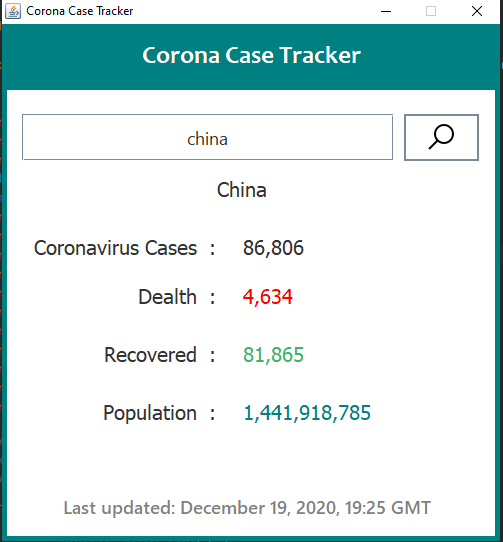 Corona Case Tracker
Corona Case Tracker
china
China
Coronavirus Cases : 86,806
Dealth : 4,634
Recovered : 81,865
Population : 1,441,918,785
Last updated: December 19, 2020, 19:25 GMT